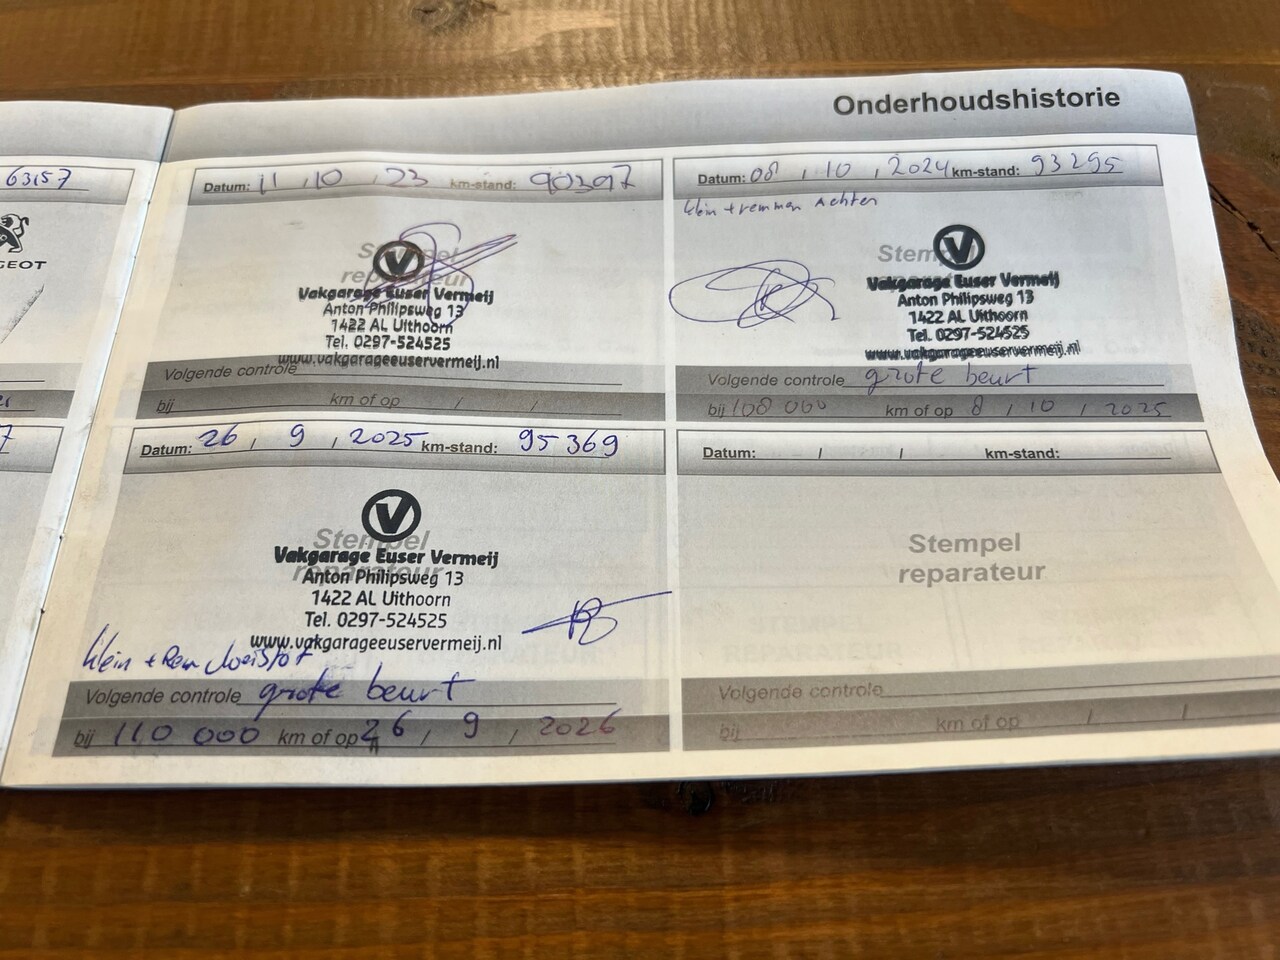 Onderhoudshistorie
63157
GEOT
Datum: 11 / 10 / 23 km-stand: 90397
Stempel
reparateur
Vakgarage Euser Vermeij
Anton Philipsweg 13
1422 AL Uithoorn
Tel. 0297-524525
www.vakgarageeuservermeij.nl
Volgende controle
bij km of op / /
Datum: 08 / 10 / 2024 km-stand: 93295
klein + remmen Achter
Stempel
Vakgarage Euser Vermeij
Anton Philipsweg 13
1422 AL Uithoorn
Tel. 0297-524525
www.vakgarageeuservermeij.nl
Volgende controle grote beurt
bij 108 000 km of op 8 / 10 / 2025
Datum: 26 / 9 / 2025 km-stand: 95369
Stempel
reparateur
Vakgarage Euser Vermeij
Anton Philipsweg 13
1422 AL Uithoorn
Tel. 0297-524525
www.vakgarageeuservermeij.nl
klein + Rem vloeistof
Volgende controle grote beurt
bij 110 000 km of op 26 / 9 / 2026
Datum: / / km-stand:
Stempel
reparateur
Volgende controle
bij km of op / /